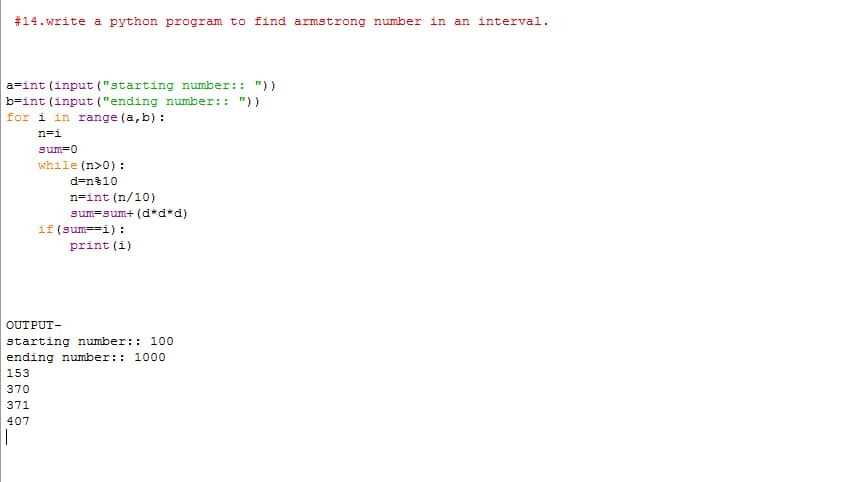 #14.write a python program to find armstrong number in an interval.
a=int(input("starting number:: "))
b=int(input("ending number:: "))
for i in range(a,b):
    n=i
    sum=0
    while(n>0):
        d=n%10
        n=int(n/10)
        sum=sum+(d*d*d)
    if(sum==i):
        print(i)
OUTPUT-
starting number:: 100
ending number:: 1000
153
370
371
407